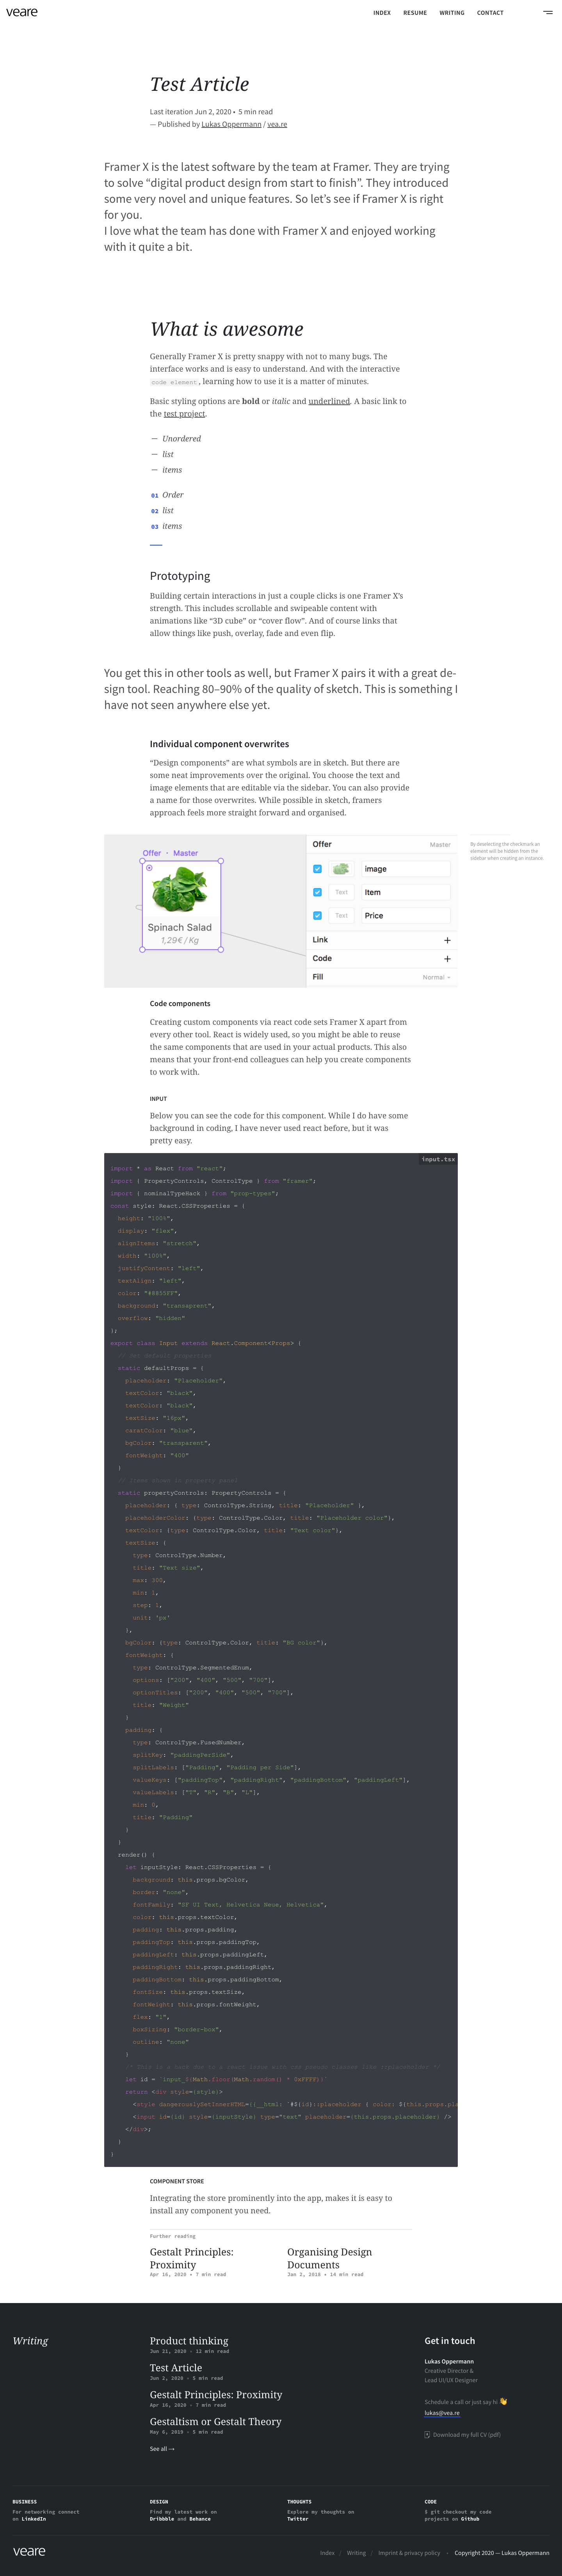 veare
INDEX RESUME WRITING CONTACT
Test Article
Last iteration Jun 2, 2020 • 5 min read
— Published by Lukas Oppermann / vea.re
Framer X is the latest software by the team at Framer. They are trying
to solve “digital product design from start to finish”. They introduced
some very novel and unique features. So let’s see if Framer X is right
for you.
I love what the team has done with Framer X and enjoyed working
with it quite a bit.
What is awesome
Generally Framer X is pretty snappy with not to many bugs. The
interface works and is easy to understand. And with the interactive
code element, learning how to use it is a matter of minutes.
Basic styling options are bold or italic and underlined. A basic link to
the test project.
— Unordered
— list
— items
01 Order
02 list
03 items
Prototyping
Building certain interactions in just a couple clicks is one Framer X’s
strength. This includes scrollable and swipeable content with
animations like “3D cube” or “cover flow”. And of course links that
allow things like push, overlay, fade and even flip.
You get this in other tools as well, but Framer X pairs it with a great de-
sign tool. Reaching 80–90% of the quality of sketch. This is something I
have not seen anywhere else yet.
Individual component overwrites
“Design components” are what symbols are in sketch. But there are
some neat improvements over the original. You choose the text and
image elements that are editable via the sidebar. You can also provide
a name for those overwrites. While possible in sketch, framers
approach feels more straight forward and organised.
Offer • Master
Spinach Salad
1,29€ / Kg
Offer Master
image
Text Item
Text Price
Link +
Code +
Fill Normal
By deselecting the checkmark an
element will be hidden from the
sidebar when creating an instance.
Code components
Creating custom components via react code sets Framer X apart from
every other tool. React is widely used, so you might be able to reuse
the same components that are used in your actual products. This also
means that your front-end colleagues can help you create components
to work with.
INPUT
Below you can see the code for this component. While I do have some
background in coding, I have never used react before, but it was
pretty easy.
input.tsx
import * as React from "react";
import { PropertyControls, ControlType } from "framer";
import { nominalTypeHack } from "prop-types";
const style: React.CSSProperties = {
height: "100%",
display: "flex",
alignItems: "stretch",
width: "100%",
justifyContent: "left",
textAlign: "left",
color: "#8855FF",
background: "transaprent",
overflow: "hidden"
};
export class Input extends React.Component<Props> {
// Set default properties
static defaultProps = {
placeholder: "Placeholder",
textColor: "black",
textColor: "black",
textSize: "16px",
caretColor: "blue",
bgColor: "transparent",
fontWeight: "400"
}
// Items shown in property panel
static propertyControls: PropertyControls = {
placeholder: { type: ControlType.String, title: "Placeholder" },
placeholderColor: {type: ControlType.Color, title: "Placeholder color"},
textColor: {type: ControlType.Color, title: "Text color"},
textSize: {
type: ControlType.Number,
title: "Text size",
max: 300,
min: 1,
step: 1,
unit: 'px'
},
bgColor: {type: ControlType.Color, title: "BG color"},
fontWeight: {
type: ControlType.SegmentedEnum,
options: ["200", "400", "500", "700"],
optionTitles: ["200", "400", "500", "700"],
title: "Weight"
}
padding: {
type: ControlType.FusedNumber,
splitKey: "paddingPerSide",
splitLabels: ["Padding", "Padding per Side"],
valueKeys: ["paddingTop", "paddingRight", "paddingBottom", "paddingLeft"],
valueLabels: ["T", "R", "B", "L"],
min: 0,
title: "Padding"
}
}
render() {
let inputStyle: React.CSSProperties = {
background: this.props.bgColor,
border: "none",
fontFamily: "SF UI Text, Helvetica Neue, Helvetica",
color: this.props.textColor,
padding: this.props.padding,
paddingTop: this.props.paddingTop,
paddingLeft: this.props.paddingLeft,
paddingRight: this.props.paddingRight,
paddingBottom: this.props.paddingBottom,
fontSize: this.props.textSize,
fontWeight: this.props.fontWeight,
flex: "1",
boxSizing: "border-box",
outline: "none"
}
let id = `input_${Math.floor(Math.random() * 0xFFFF)}`
return <div style={style}>
<style dangerouslySetInnerHTML={{__html: `#${id}::placeholder { color: ${this.props.pla
<input id={id} style={inputStyle} type="text" placeholder={this.props.placeholder} />
</div>;
}
}
COMPONENT STORE
Integrating the store prominently into the app, makes it is easy to
install any component you need.
Further reading
Gestalt Principles:
Proximity
Apr 16, 2020 • 7 min read
Organising Design
Documents
Jan 2, 2018 • 14 min read
Writing
Product thinking
Jun 21, 2020 • 12 min read
Test Article
Jun 2, 2020 • 5 min read
Gestalt Principles: Proximity
Apr 16, 2020 • 7 min read
Gestaltism or Gestalt Theory
May 6, 2019 • 5 min read
See all →
Get in touch
Lukas Oppermann
Creative Director &
Lead UI/UX Designer
Schedule a call or just say hi 👋
lukas@vea.re
Download my full CV (pdf)
BUSINESS
For networking connect
on LinkedIn
DESIGN
Find my latest work on
Dribbble and Behance
THOUGHTS
Explore my thoughts on
Twitter
CODE
$ git checkout my code
projects on Github
veare
Index / Writing / Imprint & privacy policy • Copyright 2020 — Lukas Oppermann